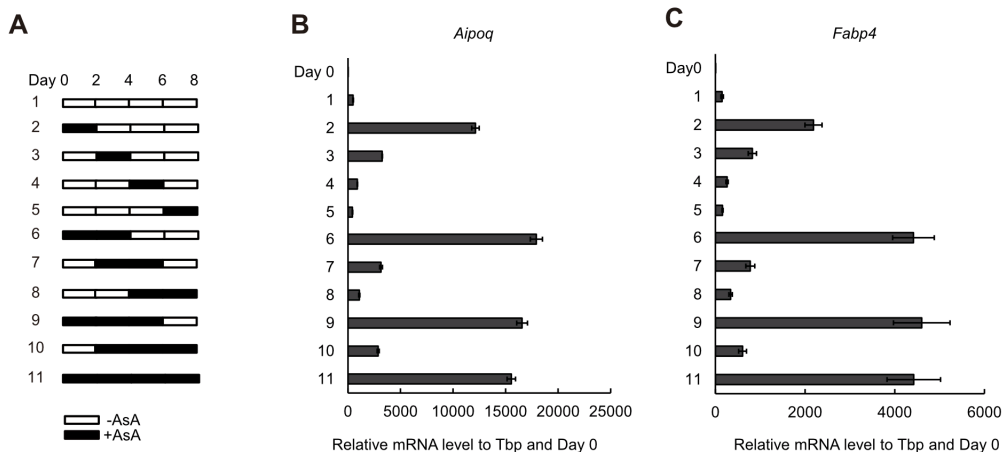 A
Day 0 2 4 6 8
1
2
3
4
5
6
7
8
9
10
11
-AsA
+AsA
B
Aipoq
Day 0
1
2
3
4
5
6
7
8
9
10
11
0 5000 10000 15000 20000 25000
Relative mRNA level to Tbp and Day 0
C
Fabp4
Day0
1
2
3
4
5
6
7
8
9
10
11
0 2000 4000 6000
Relative mRNA level to Tbp and Day 0